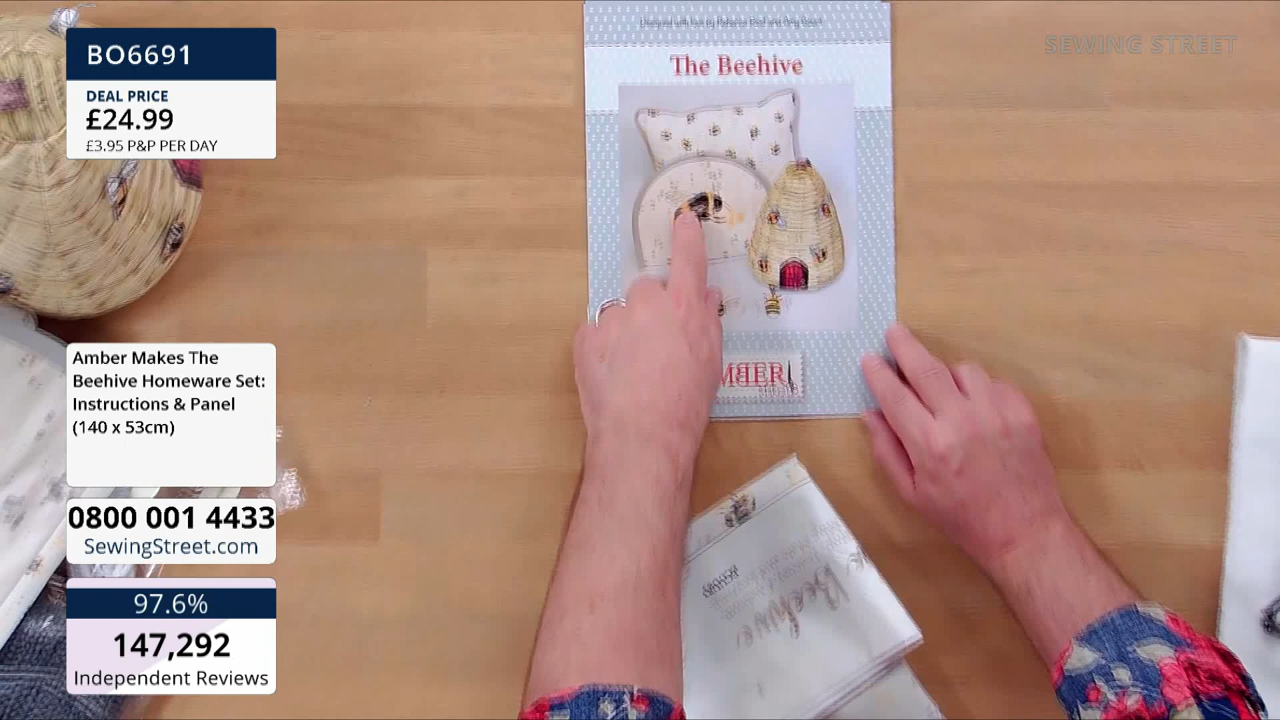 BO6691
DEAL PRICE
£24.99
£3.95 P&P PER DAY
Amber Makes The
Beehive Homeware Set:
Instructions & Panel
(140 x 53cm)
0800 001 4433
SewingStreet.com
97.6%
147,292
Independent Reviews
SEWING STREET
The Beehive
Beehive